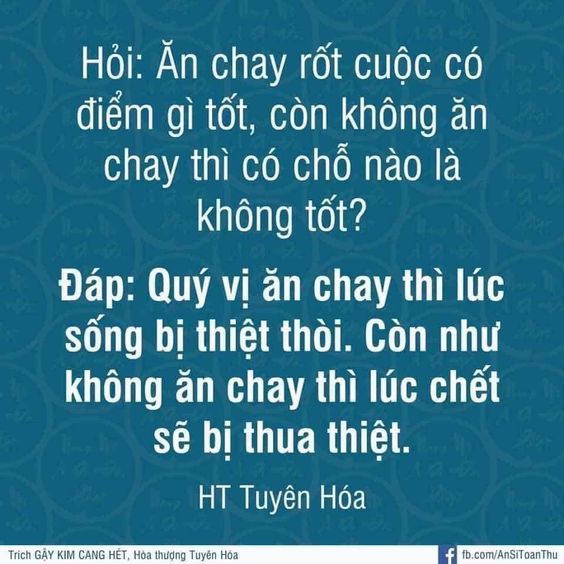 Hỏi: Ăn chay rốt cuộc có
điểm gì tốt, còn không ăn
chay thì có chỗ nào là
không tốt?
Đáp: Quý vị ăn chay thì lúc
sống bị thiệt thòi. Còn như
không ăn chay thì lúc chết
sẽ bị thua thiệt.
HT Tuyên Hóa
Trích GẬY KIM CANG HÉT, Hòa thượng Tuyên Hóa
fb.com/AnSiToanThu